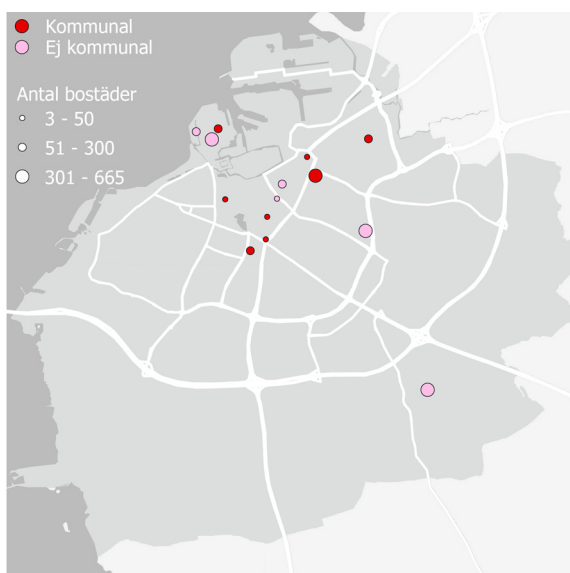 Kommunal
Ej kommunal
Antal bostäder
3 - 50
51 - 300
301 - 665